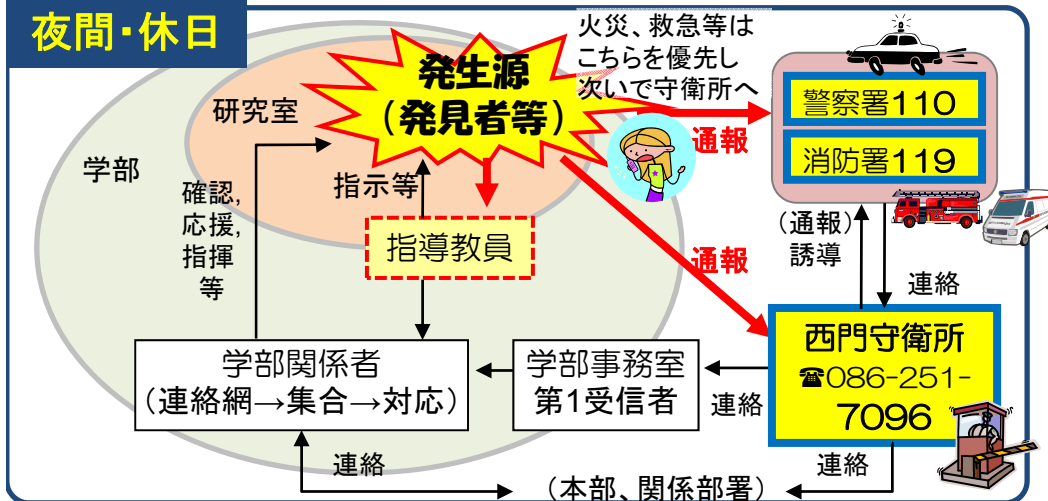 夜間・休日
火災、救急等は
こちらを優先し
次いで守衛所へ
発生源
(発見者等)
研究室
学部
通報
警察署110
消防署119
確認,
応援,
指揮
等
指示等
指導教員
通報
(通報)
誘導
連絡
西門守衛所
☎086-251-
7096
学部関係者
(連絡網→集合→対応)
学部事務室
第1受信者
連絡
連絡
(本部、関係部署)
連絡